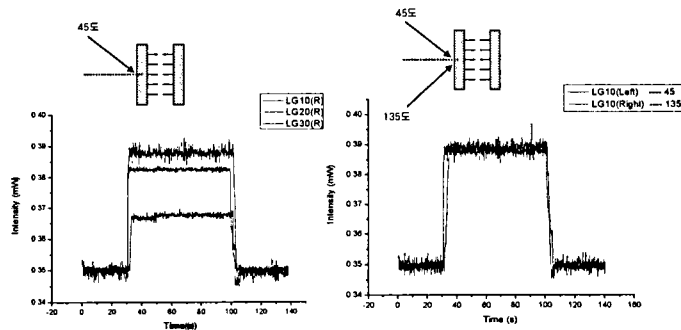 45도
LG10(R)
LG20(R)
LG30(R)
0.40
0.39
0.38
0.37
0.36
0.35
0.34
Intensity (mW)
-20 0 20 40 60 80 100 120 140 160
Time(s)
45도
135도
LG10(Left) — 45
LG10(Right) — 135
0.40
0.39
0.38
0.37
0.36
0.35
0.34
Intensity (mW)
-20 0 20 40 60 80 100 120 140 160
Time (s)